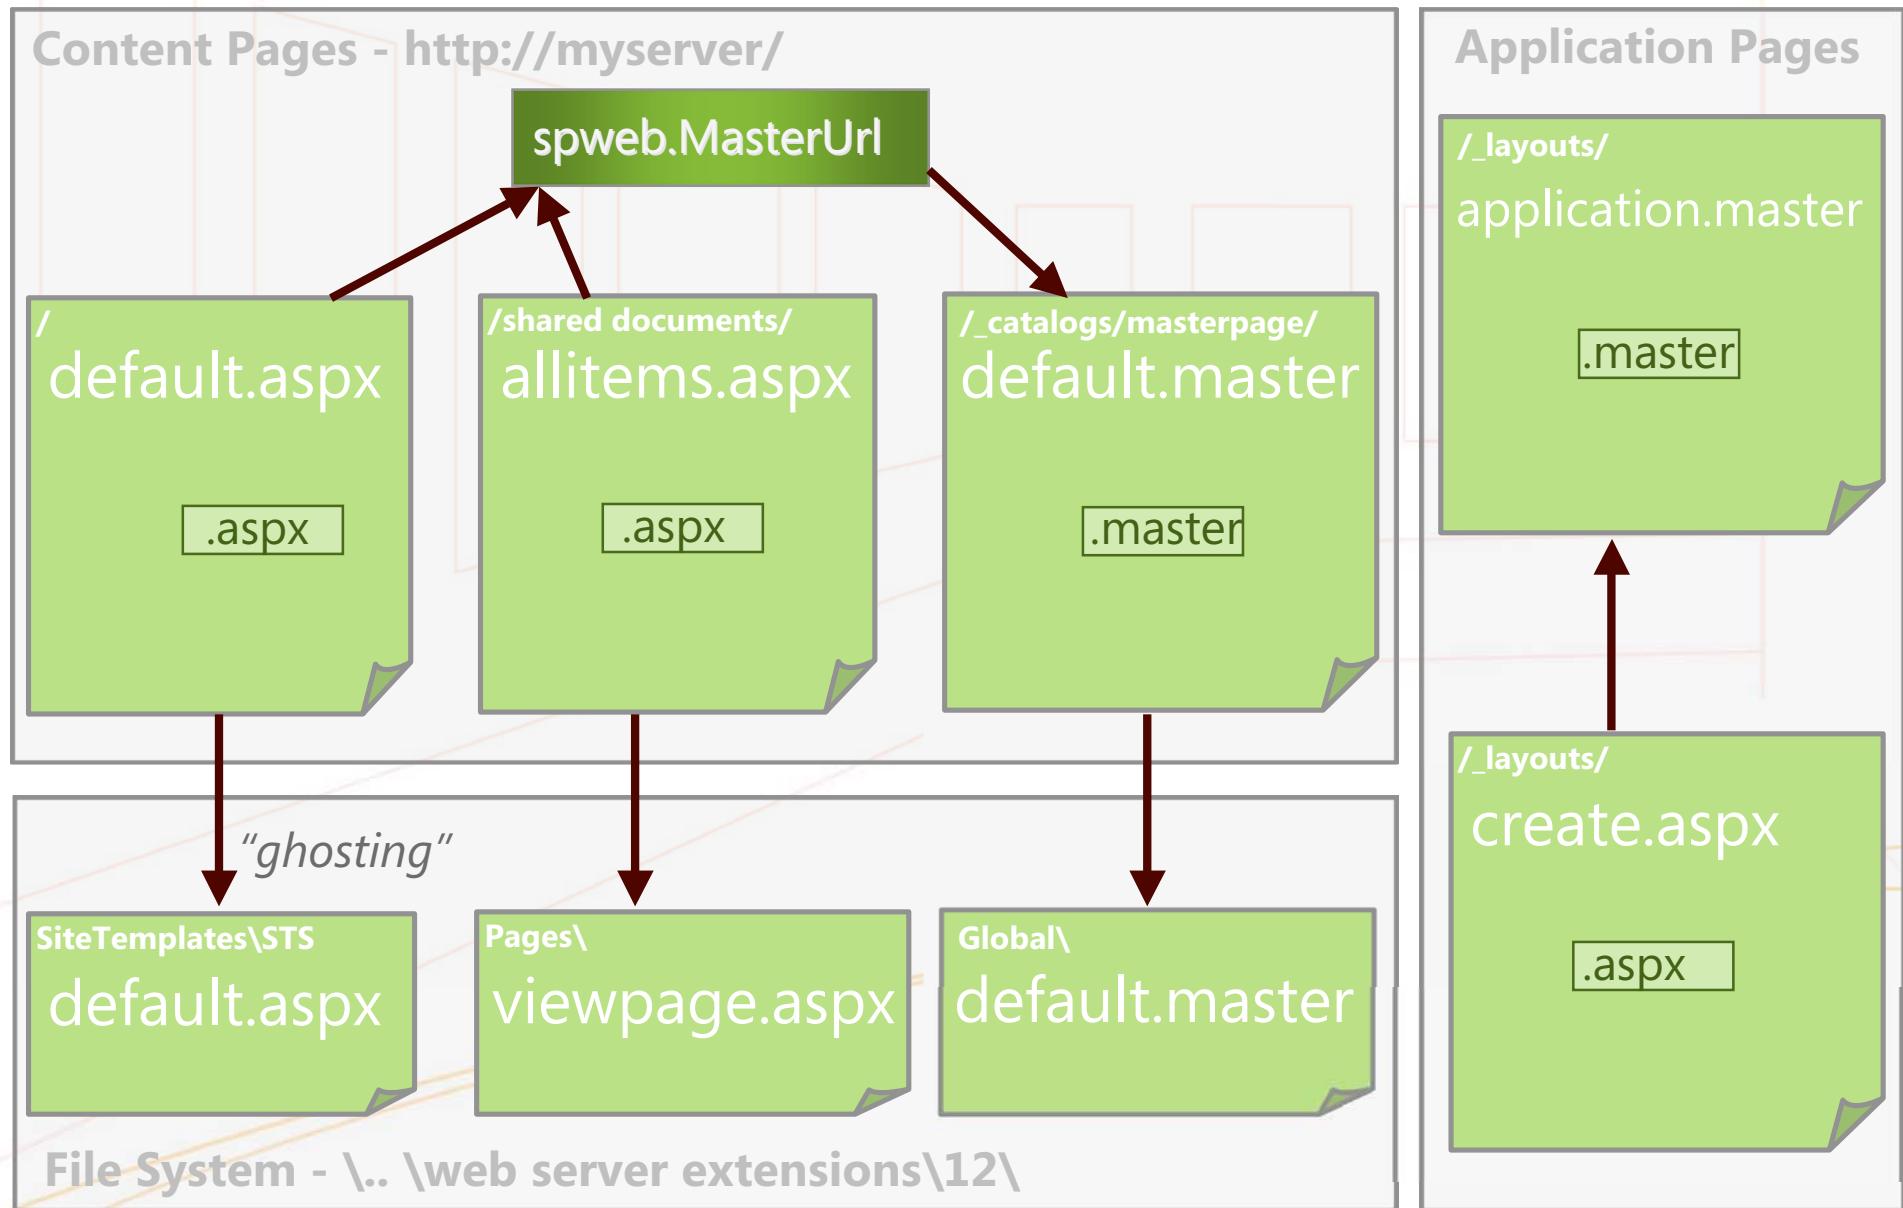 Content Pages - http://myserver/
spweb.MasterUrl
/
default.aspx
.aspx
/shared documents/
allitems.aspx
.aspx
/_catalogs/masterpage/
default.master
.master
"ghosting"
SiteTemplates\STS
default.aspx
Pages\
viewpage.aspx
Global\
default.master
File System - \.. \web server extensions\12\
Application Pages
/_layouts/
application.master
.master
/_layouts/
create.aspx
.aspx